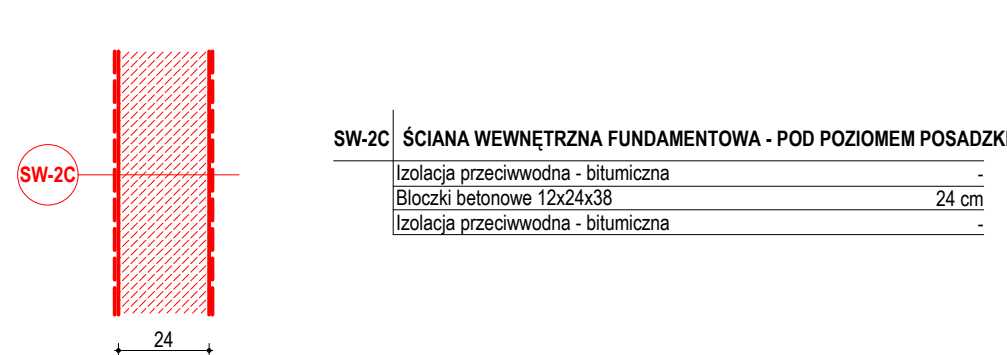 SW-2C
SW-2C ŚCIANA WEWNĘTRZNA FUNDAMENTOWA - POD POZIOMEM POSADZKI
Izolacja przeciwwodna - bitumiczna -
Bloczki betonowe 12x24x38 24 cm
Izolacja przeciwwodna - bitumiczna -
24